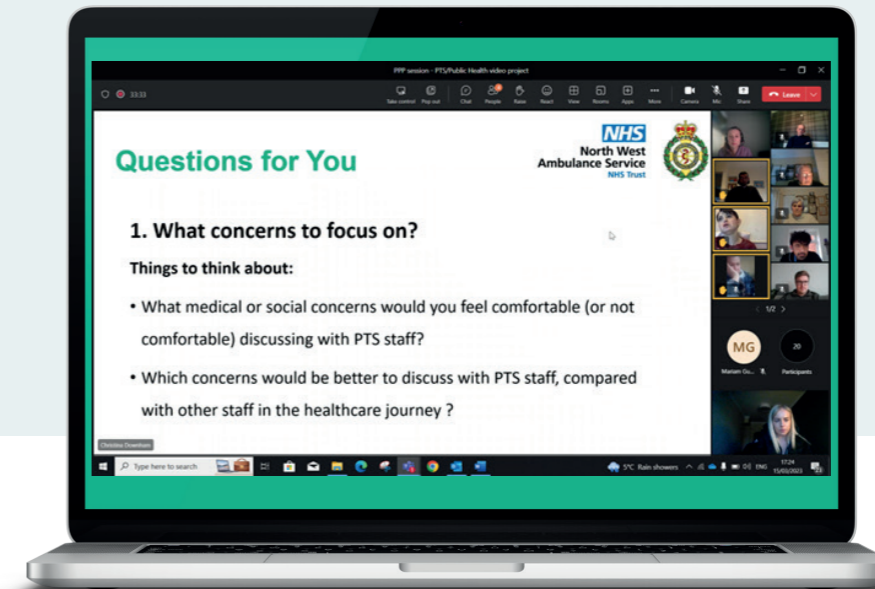 PPP session - PTS/Public Health video project
33:33
Take control
Pop out
Chat
People
Raise
React
View
Rooms
Apps
More
Camera
Mic
Share
Leave
Questions for You
NHS
North West
Ambulance Service
NHS Trust
1. What concerns to focus on?
Things to think about:
• What medical or social concerns would you feel comfortable (or not
comfortable) discussing with PTS staff?
• Which concerns would be better to discuss with PTS staff, compared
with other staff in the healthcare journey ?
1/2
MG
20
Mariam Go...
Participants
Christina Downham
Type here to search
5°C Rain showers
ENG
17:24
15/03/2023